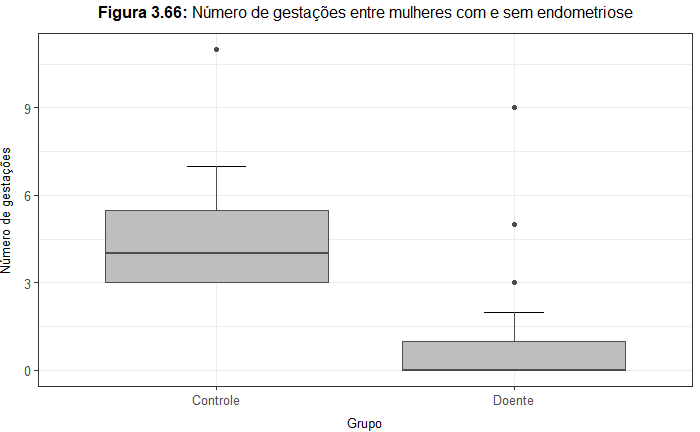 Figura 3.66: Número de gestações entre mulheres com e sem endometriose
Número de gestações
9
6
3
0
Controle
Doente
Grupo